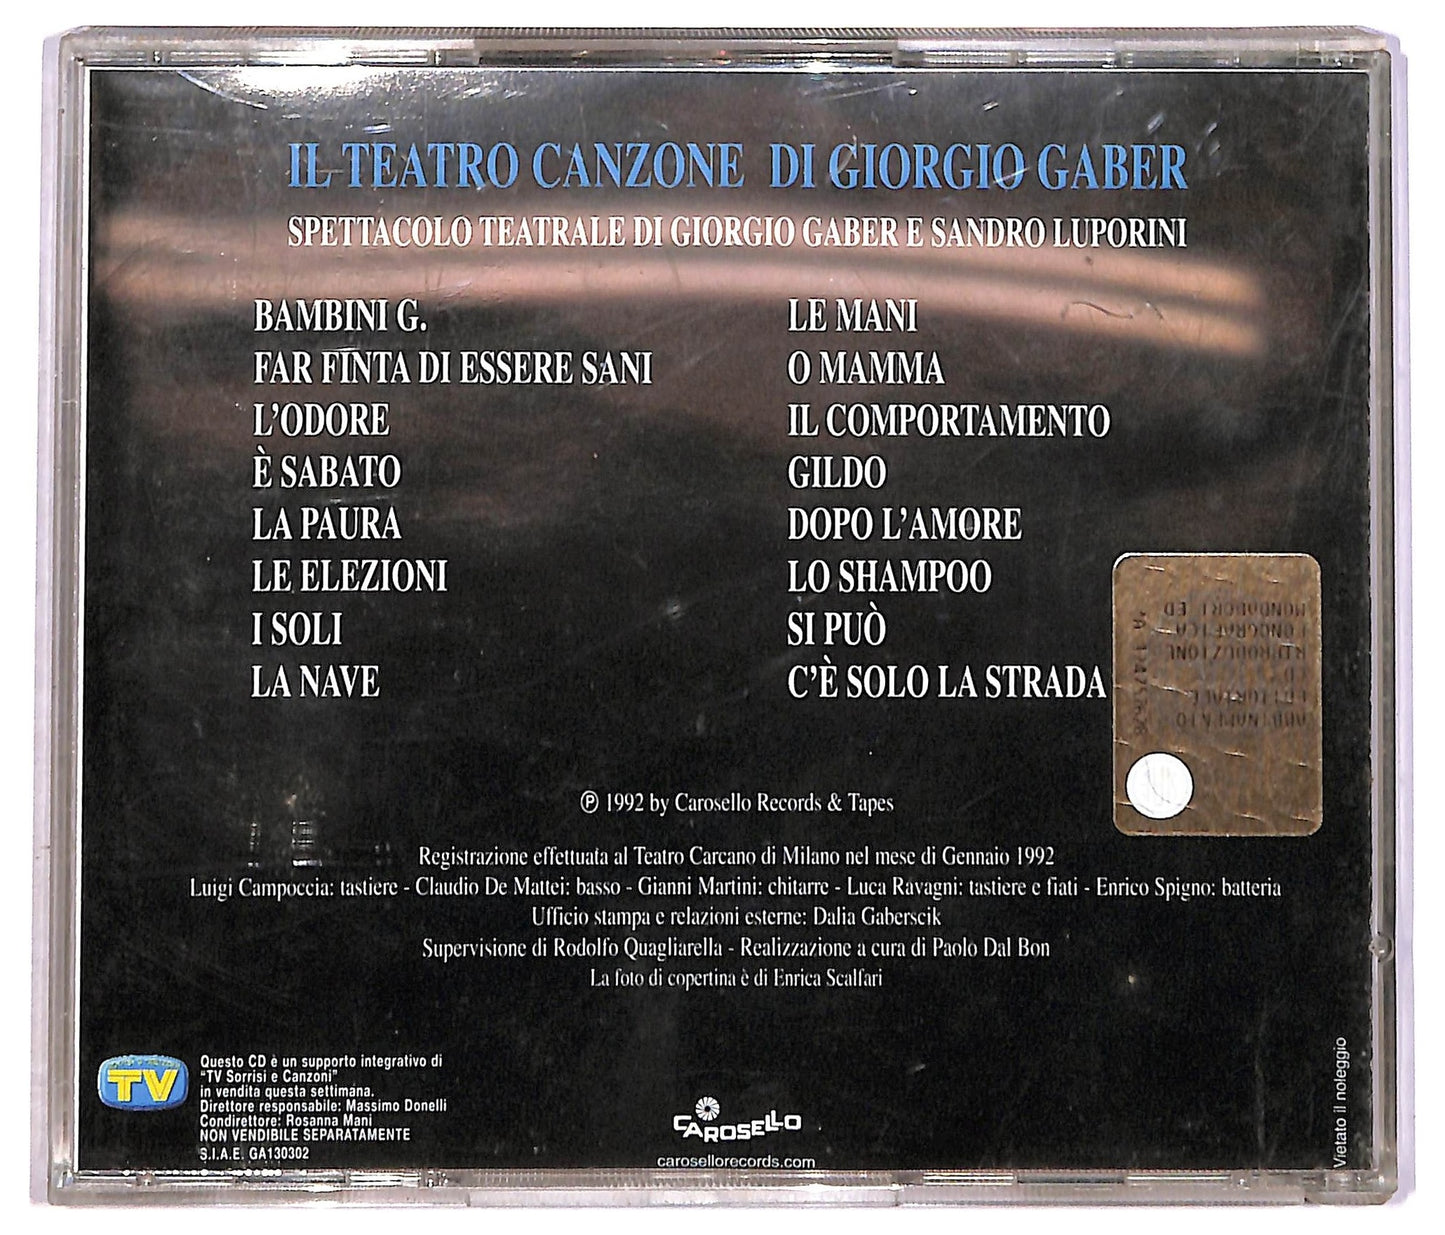 IL TEATRO CANZONE DI GIORGIO GABER
SPETTACOLO TEATRALE DI GIORGIO GABER E SANDRO LUPORINI
BAMBINI G.
FAR FINTA DI ESSERE SANI
L'ODORE
È SABATO
LA PAURA
LE ELEZIONI
I SOLI
LA NAVE
LE MANI
O MAMMA
IL COMPORTAMENTO
GILDO
DOPO L'AMORE
LO SHAMPOO
SI PUÒ
C'È SOLO LA STRADA
ABBINAMENTO
EDITORIALE
RIPRODUZIONE
FONOGRAFICA
MONDADORI ED
℗ 1992 by Carosello Records & Tapes
Registrazione effettuata al Teatro Carcano di Milano nel mese di Gennaio 1992
Luigi Campoccia: tastiere - Claudio De Mattei: basso - Gianni Martini: chitarre - Luca Ravagni: tastiere e fiati - Enrico Spigno: batteria
Ufficio stampa e relazioni esterne: Dalia Gaberscik
Supervisione di Rodolfo Quagliarella - Realizzazione a cura di Paolo Dal Bon
La foto di copertina è di Enrica Scalfari
TV
Questo CD è un supporto integrativo di
"TV Sorrisi e Canzoni"
in vendita questa settimana.
Direttore responsabile: Massimo Donelli
Condirettore: Rosanna Mani
NON VENDIBILE SEPARATAMENTE
S.I.A.E. GA130302
CAROSELLO
carosellorecords.com
Vietato il noleggio